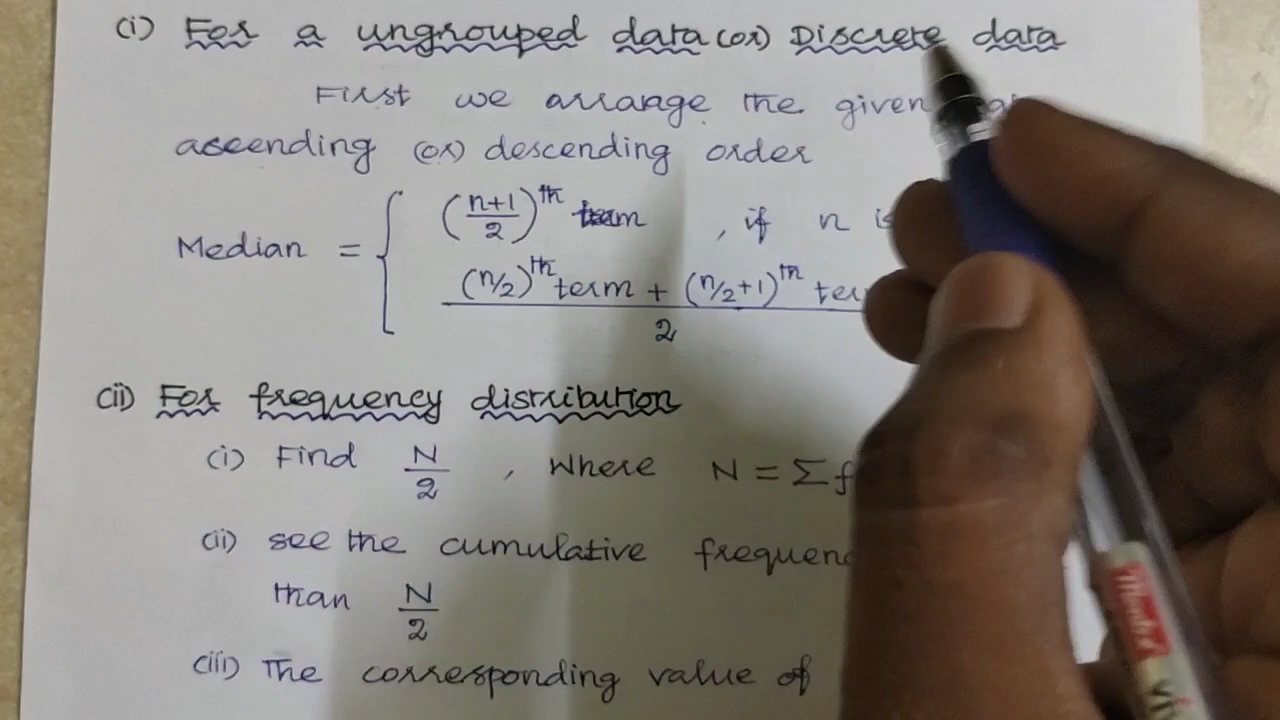 (i) For a ungrouped data (or) Discrete data
First we arrange the given
ascending (or) descending order
Median = { ((n+1)/2)^th term , if n is
((n/2)^th term + (n/2+1)^th ter
2
(ii) For frequency distribution
(i) Find N/2 , Where N = Σf
(ii) see the cumulative frequenc
than N/2
(iii) The corresponding value of